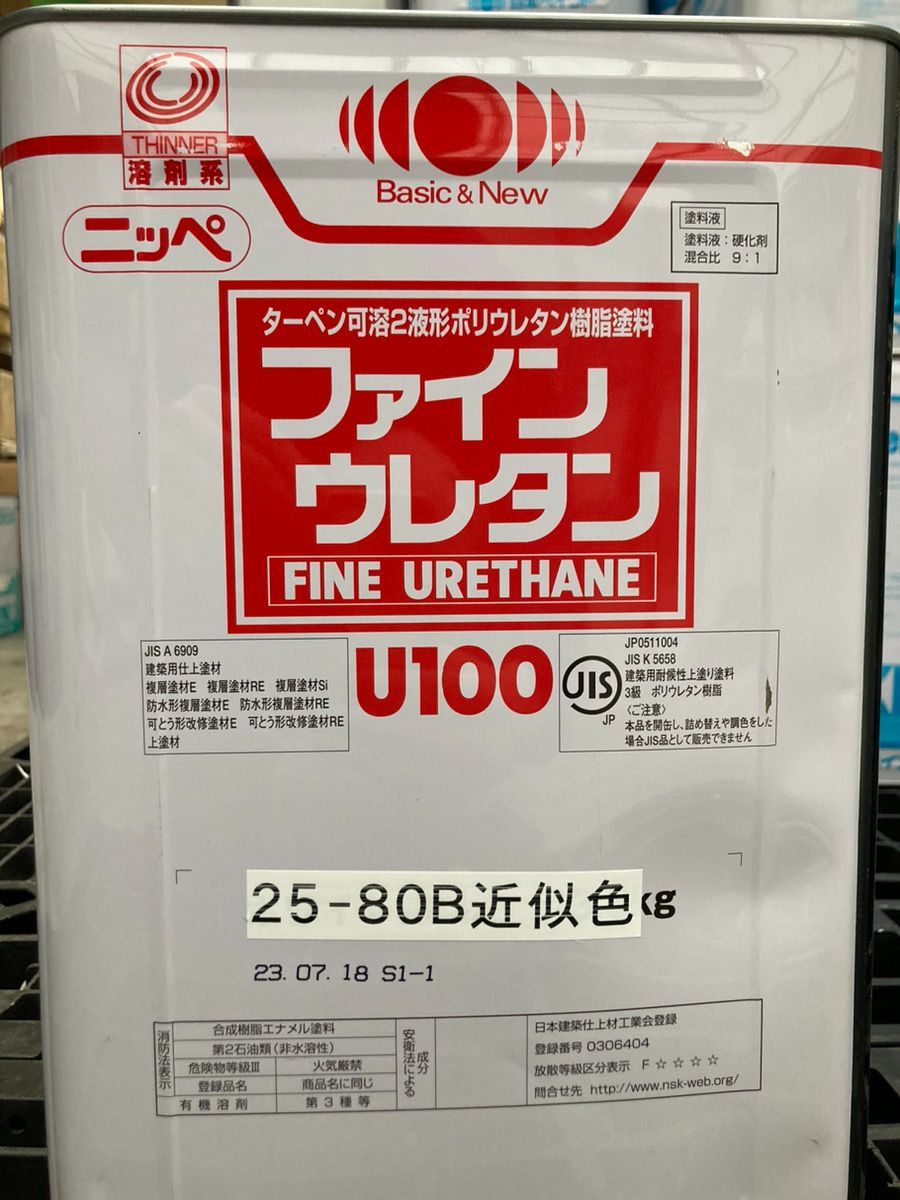 THINNER
溶剤系
Basic & New
ニッペ
塗料液
塗料液：硬化剤
混合比 9：1
ターペン可溶2液形ポリウレタン樹脂塗料
ファイン
ウレタン
FINE URETHANE
U100
JIS A 6909
建築用仕上塗材
複層塗材E 複層塗材RE 複層塗材Si
防水形複層塗材E 防水形複層塗材RE
可とう形改修塗材E 可とう形改修塗材RE
上塗材
JIS
JP
JP0511004
JIS K 5658
建築用耐候性上塗り塗料
3級 ポリウレタン樹脂
〈ご注意〉
本品を開缶し、詰め替えや調色をした
場合JIS品として販売できません
25-80B近似色
kg
23. 07. 18 S1-1
消防法表示
合成樹脂エナメル塗料
第2石油類（非水溶性）
危険物等級Ⅲ 火気厳禁
登録品名 商品名に同じ
有機溶剤 第3種等
安衛法による
成分
日本建築仕上材工業会登録
登録番号 0306404
放散等級区分表示 F☆☆☆☆
問合せ先 http://www.nsk-web.org/